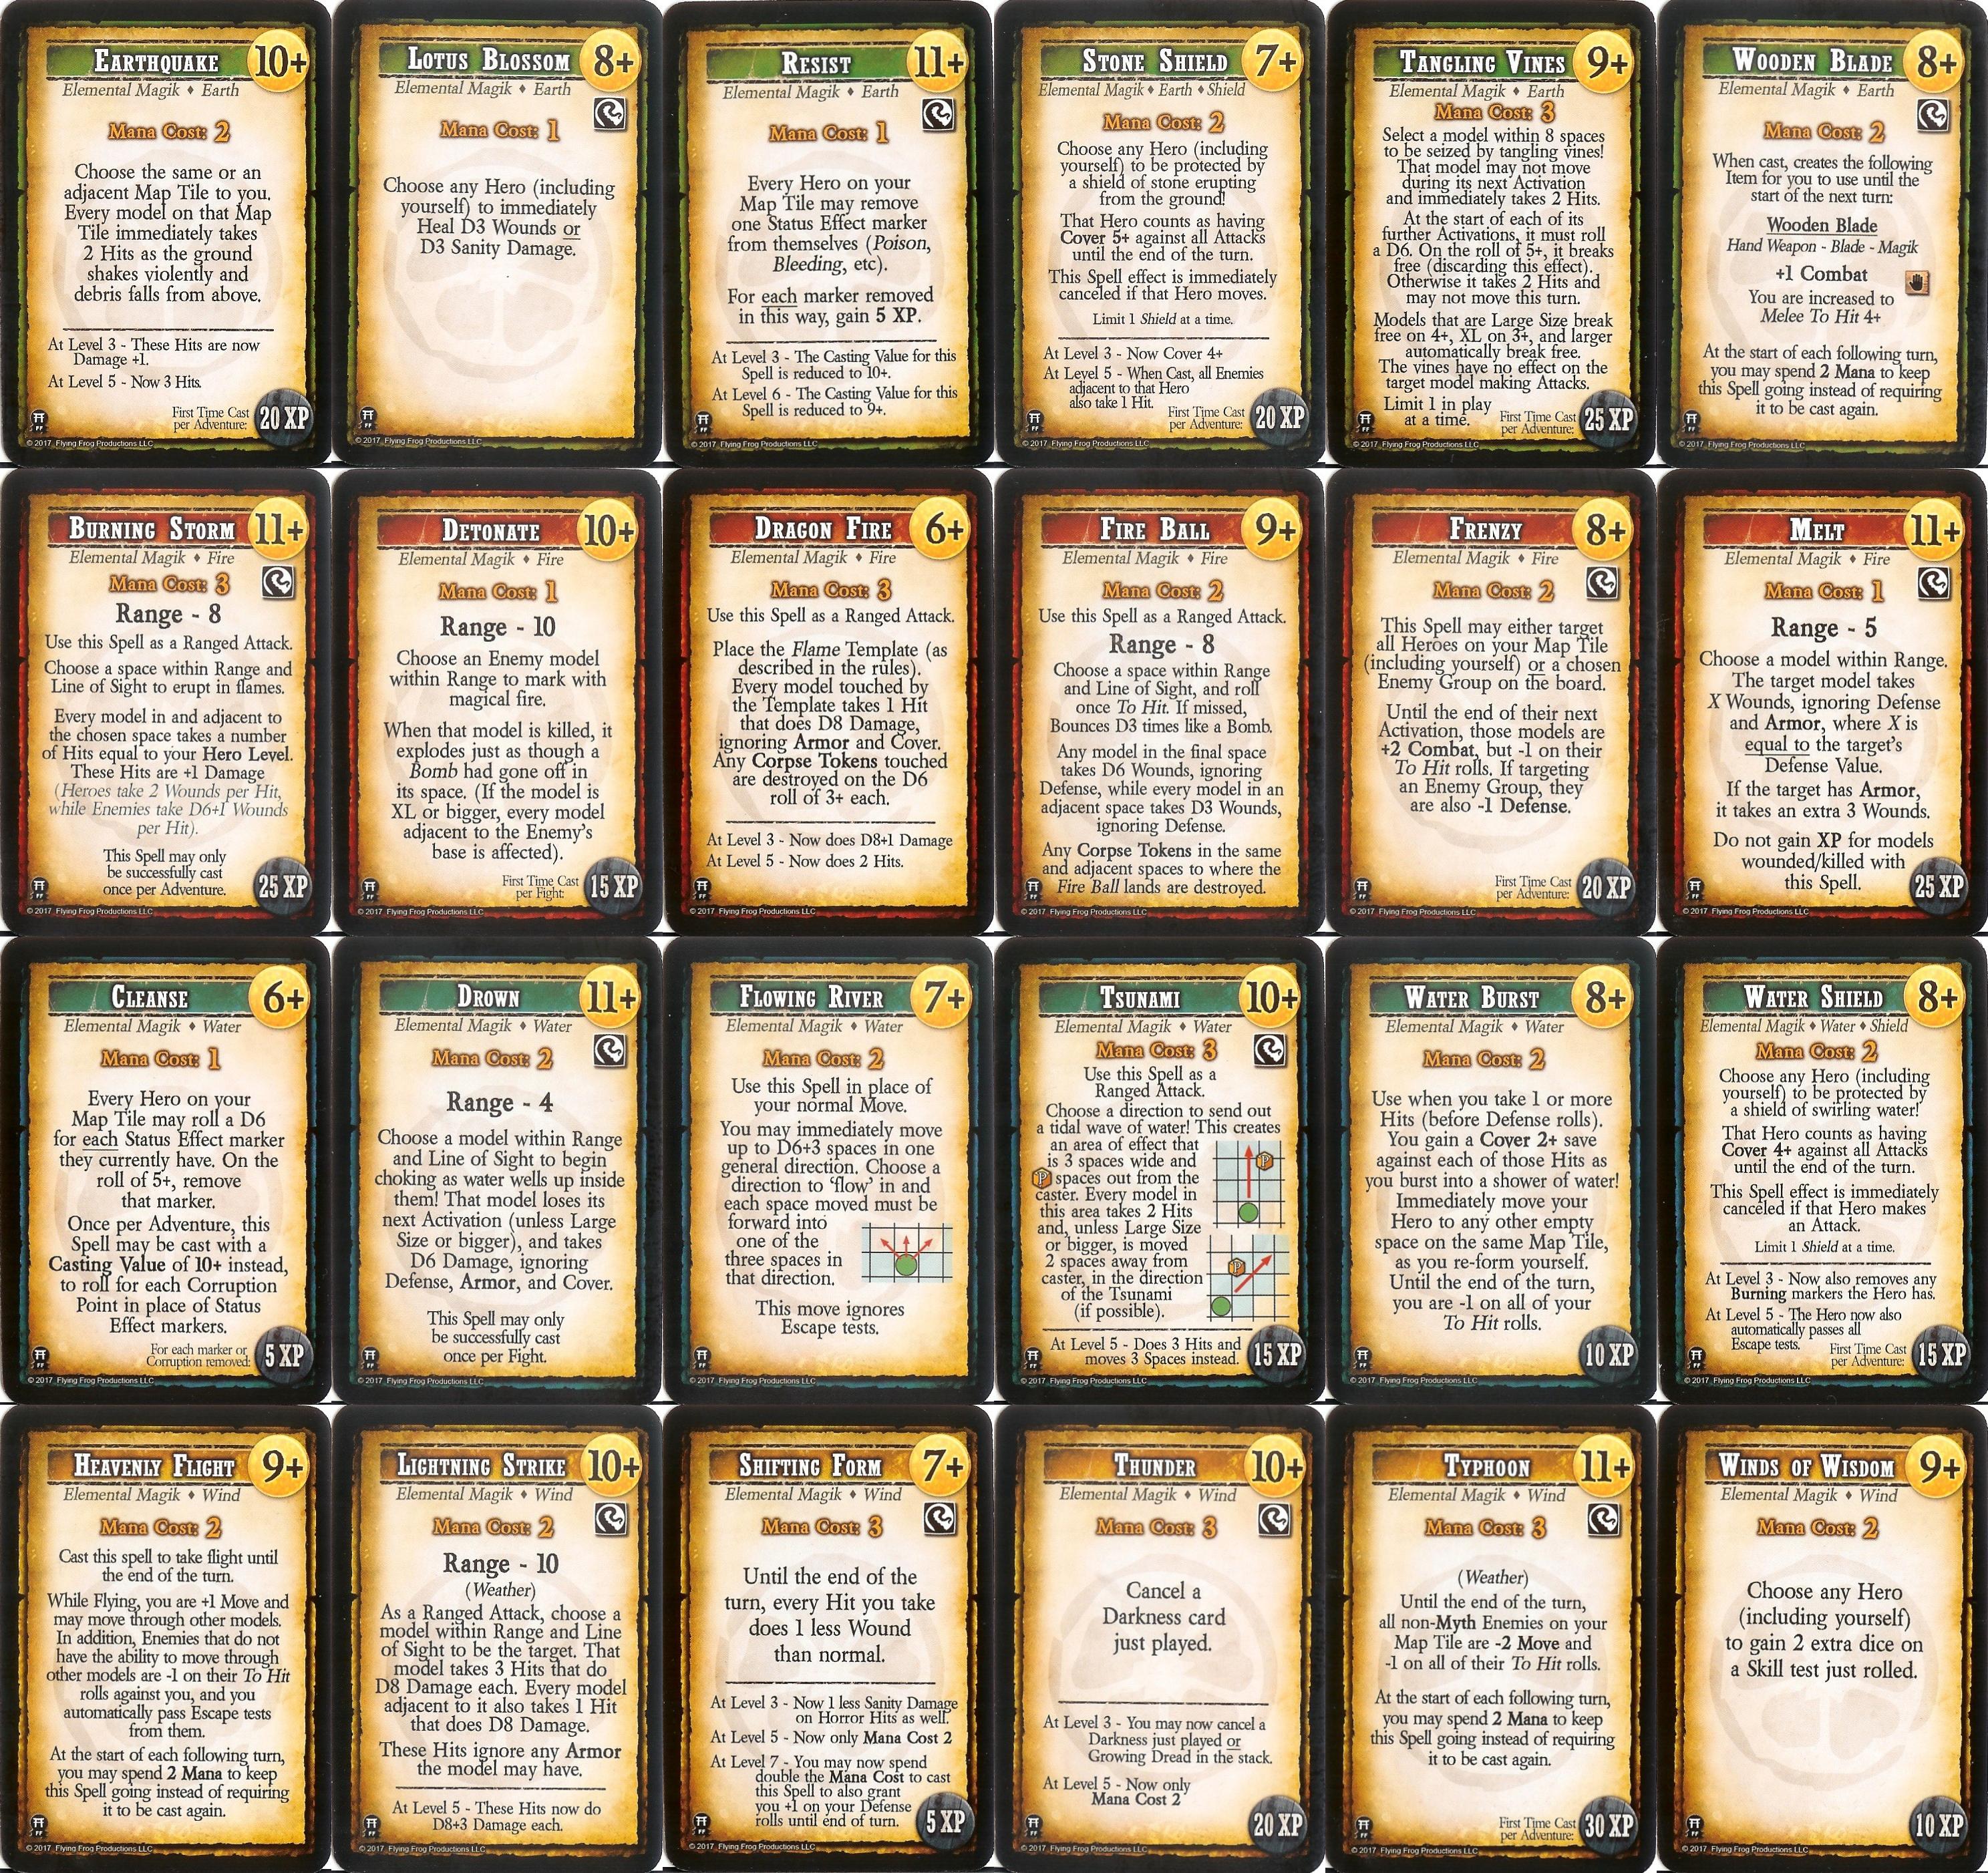 EARTHQUAKE 10+
Elemental Magik ♦ Earth
Mana Cost: 2
Choose the same or an
adjacent Map Tile to you.
Every model on that Map
Tile immediately takes
2 Hits as the ground
shakes violently and
debris falls from above.
At Level 3 - These Hits are now
Damage +1.
At Level 5 - Now 3 Hits.
First Time Cast
per Adventure: 20 XP
© 2017 Flying Frog Productions LLC
LOTUS BLOSSOM 8+
Elemental Magik ♦ Earth
Mana Cost: 1
Choose any Hero (including
yourself) to immediately
Heal D3 Wounds or
D3 Sanity Damage.
© 2017 Flying Frog Productions LLC
RESIST 11+
Elemental Magik ♦ Earth
Mana Cost: 1
Every Hero on your
Map Tile may remove
one Status Effect marker
from themselves (Poison,
Bleeding, etc).
For each marker removed
in this way, gain 5 XP.
At Level 3 - The Casting Value for this
Spell is reduced to 10+.
At Level 6 - The Casting Value for this
Spell is reduced to 9+.
© 2017 Flying Frog Productions LLC
STONE SHIELD 7+
Elemental Magik ♦ Earth ♦ Shield
Mana Cost: 2
Choose any Hero (including
yourself) to be protected by
a shield of stone erupting
from the ground!
That Hero counts as having
Cover 5+ against all Attacks
until the end of the turn.
This Spell effect is immediately
canceled if that Hero moves.
Limit 1 Shield at a time.
At Level 3 - Now Cover 4+
At Level 5 - When Cast, all Enemies
adjacent to that Hero
also take 1 Hit.
First Time Cast
per Adventure: 20 XP
© 2017 Flying Frog Productions LLC
TANGLING VINES 9+
Elemental Magik ♦ Earth
Mana Cost: 3
Select a model within 8 spaces
to be seized by tangling vines!
That model may not move
during its next Activation
and immediately takes 2 Hits.
At the start of each of its
further Activations, it must roll
a D6. On the roll of 5+, it breaks
free (discarding this effect).
Otherwise it takes 2 Hits and
may not move this turn.
Models that are Large Size break
free on 4+, XL on 3+, and larger
automatically break free.
The vines have no effect on the
target model making Attacks.
Limit 1 in play
at a time.
First Time Cast
per Adventure: 25 XP
© 2017 Flying Frog Productions LLC
WOODEN BLADE 8+
Elemental Magik ♦ Earth
Mana Cost: 2
When cast, creates the following
Item for you to use until the
start of the next turn:
Wooden Blade
Hand Weapon - Blade - Magik
+1 Combat
You are increased to
Melee To Hit 4+
At the start of each following turn,
you may spend 2 Mana to keep
this Spell going instead of requiring
it to be cast again.
© 2017 Flying Frog Productions LLC
BURNING STORM 11+
Elemental Magik ♦ Fire
Mana Cost: 3
Range - 8
Use this Spell as a Ranged Attack.
Choose a space within Range and
Line of Sight to erupt in flames.
Every model in and adjacent to
the chosen space takes a number
of Hits equal to your Hero Level.
These Hits are +1 Damage
(Heroes take 2 Wounds per Hit,
while Enemies take D6+1 Wounds
per Hit).
This Spell may only
be successfully cast
once per Adventure. 25 XP
© 2017 Flying Frog Productions LLC
DETONATE 10+
Elemental Magik ♦ Fire
Mana Cost: 1
Range - 10
Choose an Enemy model
within Range to mark with
magical fire.
When that model is killed, it
explodes just as though a
Bomb had gone off in
its space. (If the model is
XL or bigger, every model
adjacent to the Enemy's
base is affected).
First Time Cast
per Fight: 15 XP
© 2017 Flying Frog Productions LLC
DRAGON FIRE 6+
Elemental Magik ♦ Fire
Mana Cost: 3
Use this Spell as a Ranged Attack.
Place the Flame Template (as
described in the rules).
Every model touched by
the Template takes 1 Hit
that does D8 Damage,
ignoring Armor and Cover.
Any Corpse Tokens touched
are destroyed on the D6
roll of 3+ each.
At Level 3 - Now does D8+1 Damage
At Level 5 - Now does 2 Hits.
© 2017 Flying Frog Productions LLC
FIRE BALL 9+
Elemental Magik ♦ Fire
Mana Cost: 2
Use this Spell as a Ranged Attack.
Range - 8
Choose a space within Range
and Line of Sight, and roll
once To Hit. If missed,
Bounces D3 times like a Bomb.
Any model in the final space
takes D6 Wounds, ignoring
Defense, while every model in an
adjacent space takes D3 Wounds,
ignoring Defense.
Any Corpse Tokens in the same
and adjacent spaces to where the
Fire Ball lands are destroyed.
© 2017 Flying Frog Productions LLC
FRENZY 8+
Elemental Magik ♦ Fire
Mana Cost: 2
This Spell may either target
all Heroes on your Map Tile
(including yourself) or a chosen
Enemy Group on the board.
Until the end of their next
Activation, those models are
+2 Combat, but -1 on their
To Hit rolls. If targeting
an Enemy Group, they
are also -1 Defense.
First Time Cast
per Adventure: 20 XP
© 2017 Flying Frog Productions LLC
MELT 11+
Elemental Magik ♦ Fire
Mana Cost: 1
Range - 5
Choose a model within Range.
The target model takes
X Wounds, ignoring Defense
and Armor, where X is
equal to the target's
Defense Value.
If the target has Armor,
it takes an extra 3 Wounds.
Do not gain XP for models
wounded/killed with
this Spell. 25 XP
© 2017 Flying Frog Productions LLC
CLEANSE 6+
Elemental Magik ♦ Water
Mana Cost: 1
Every Hero on your
Map Tile may roll a D6
for each Status Effect marker
they currently have. On the
roll of 5+, remove
that marker.
Once per Adventure, this
Spell may be cast with a
Casting Value of 10+ instead,
to roll for each Corruption
Point in place of Status
Effect markers.
For each marker or
Corruption removed: 5 XP
© 2017 Flying Frog Productions LLC
DROWN 11+
Elemental Magik ♦ Water
Mana Cost: 2
Range - 4
Choose a model within Range
and Line of Sight to begin
choking as water wells up inside
them! That model loses its
next Activation (unless Large
Size or bigger), and takes
D6 Damage, ignoring
Defense, Armor, and Cover.
This Spell may only
be successfully cast
once per Fight.
© 2017 Flying Frog Productions LLC
FLOWING RIVER 7+
Elemental Magik ♦ Water
Mana Cost: 2
Use this Spell in place of
your normal Move.
You may immediately move
up to D6+3 spaces in one
general direction. Choose a
direction to 'flow' in and
each space moved must be
forward into
one of the
three spaces in
that direction.
This move ignores
Escape tests.
© 2017 Flying Frog Productions LLC
TSUNAMI 10+
Elemental Magik ♦ Water
Mana Cost: 3
Use this Spell as a
Ranged Attack.
Choose a direction to send out
a tidal wave of water! This creates
an area of effect that
is 3 spaces wide and
P spaces out from the
caster. Every model in
this area takes 2 Hits
and, unless Large Size
or bigger, is moved
2 spaces away from
caster, in the direction
of the Tsunami
(if possible).
P
P
At Level 5 - Does 3 Hits and
moves 3 Spaces instead. 15 XP
© 2017 Flying Frog Productions LLC
WATER BURST 8+
Elemental Magik ♦ Water
Mana Cost: 2
Use when you take 1 or more
Hits (before Defense rolls).
You gain a Cover 2+ save
against each of those Hits as
you burst into a shower of water!
Immediately move your
Hero to any other empty
space on the same Map Tile,
as you re-form yourself.
Until the end of the turn,
you are -1 on all of your
To Hit rolls.
10 XP
© 2017 Flying Frog Productions LLC
WATER SHIELD 8+
Elemental Magik ♦ Water ♦ Shield
Mana Cost: 2
Choose any Hero (including
yourself) to be protected by
a shield of swirling water!
That Hero counts as having
Cover 4+ against all Attacks
until the end of the turn.
This Spell effect is immediately
canceled if that Hero makes
an Attack.
Limit 1 Shield at a time.
At Level 3 - Now also removes any
Burning markers the Hero has.
At Level 5 - The Hero now also
automatically passes all
Escape tests.
First Time Cast
per Adventure: 15 XP
© 2017 Flying Frog Productions LLC
HEAVENLY FLIGHT 9+
Elemental Magik ♦ Wind
Mana Cost: 2
Cast this spell to take flight until
the end of the turn.
While Flying, you are +1 Move and
may move through other models.
In addition, Enemies that do not
have the ability to move through
other models are -1 on their To Hit
rolls against you, and you
automatically pass Escape tests
from them.
At the start of each following turn,
you may spend 2 Mana to keep
this Spell going instead of requiring
it to be cast again.
© 2017 Flying Frog Productions LLC
LIGHTNING STRIKE 10+
Elemental Magik ♦ Wind
Mana Cost: 2
Range - 10
(Weather)
As a Ranged Attack, choose a
model within Range and Line
of Sight to be the target. That
model takes 3 Hits that do
D8 Damage each. Every model
adjacent to it also takes 1 Hit
that does D8 Damage.
These Hits ignore any Armor
the model may have.
At Level 5 - These Hits now do
D8+3 Damage each.
© 2017 Flying Frog Productions LLC
SHIFTING FORM 7+
Elemental Magik ♦ Wind
Mana Cost: 3
Until the end of the
turn, every Hit you take
does 1 less Wound
than normal.
At Level 3 - Now 1 less Sanity Damage
on Horror Hits as well.
At Level 5 - Now only Mana Cost 2
At Level 7 - You may now spend
double the Mana Cost to cast
this Spell to also grant
you +1 on your Defense
rolls until end of turn. 5 XP
© 2017 Flying Frog Productions LLC
THUNDER 10+
Elemental Magik ♦ Wind
Mana Cost: 3
Cancel a
Darkness card
just played.
At Level 3 - You may now cancel a
Darkness just played or
Growing Dread in the stack.
At Level 5 - Now only
Mana Cost 2
20 XP
© 2017 Flying Frog Productions LLC
TYPHOON 11+
Elemental Magik ♦ Wind
Mana Cost: 3
(Weather)
Until the end of the turn,
all non-Myth Enemies on your
Map Tile are -2 Move and
-1 on all of their To Hit rolls.
At the start of each following turn,
you may spend 2 Mana to keep
this Spell going instead of requiring
it to be cast again.
First Time Cast
per Adventure: 30 XP
© 2017 Flying Frog Productions LLC
WINDS OF WISDOM 9+
Elemental Magik ♦ Wind
Mana Cost: 2
Choose any Hero
(including yourself)
to gain 2 extra dice on
a Skill test just rolled.
10 XP
© 2017 Flying Frog Productions LLC